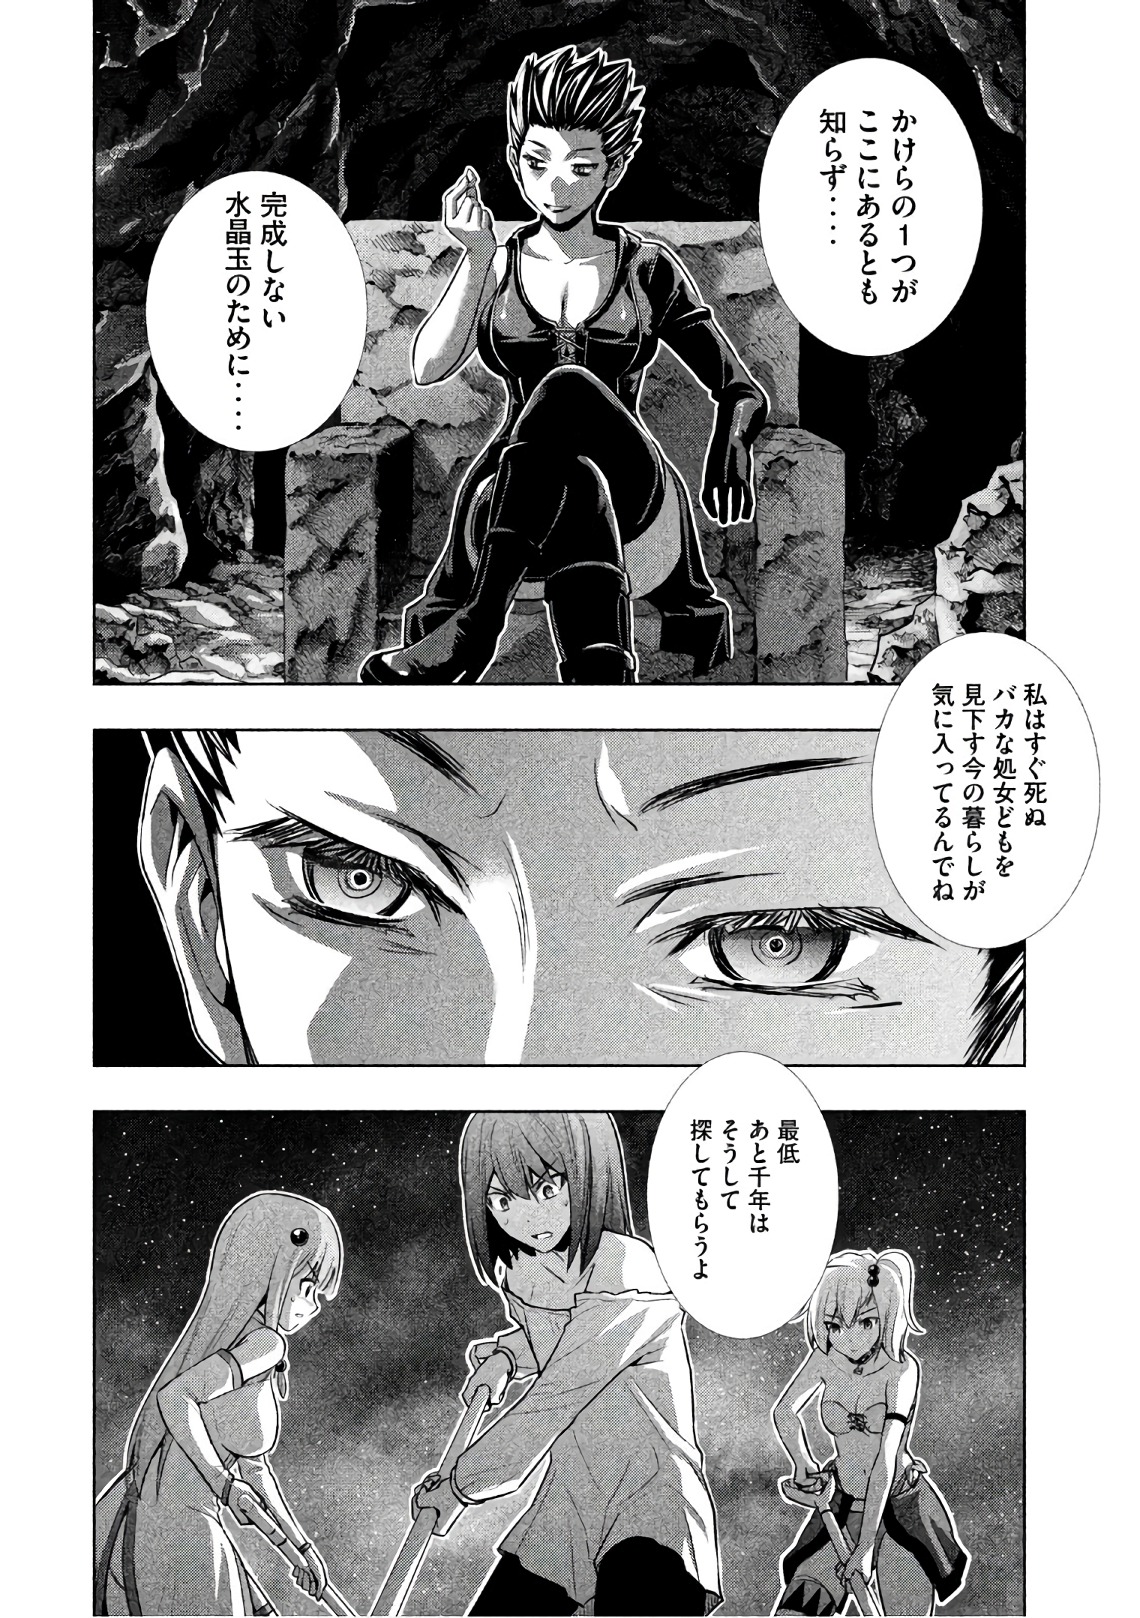 かけらの１つが
ここにあるとも
知らず‥‥
完成しない
水晶玉のために‥‥‥
私はすぐ死ぬ
バカな処女どもを
見下す今の暮らしが
気に入ってるんでね
最低
あと千年は
そうして
探してもらうよ